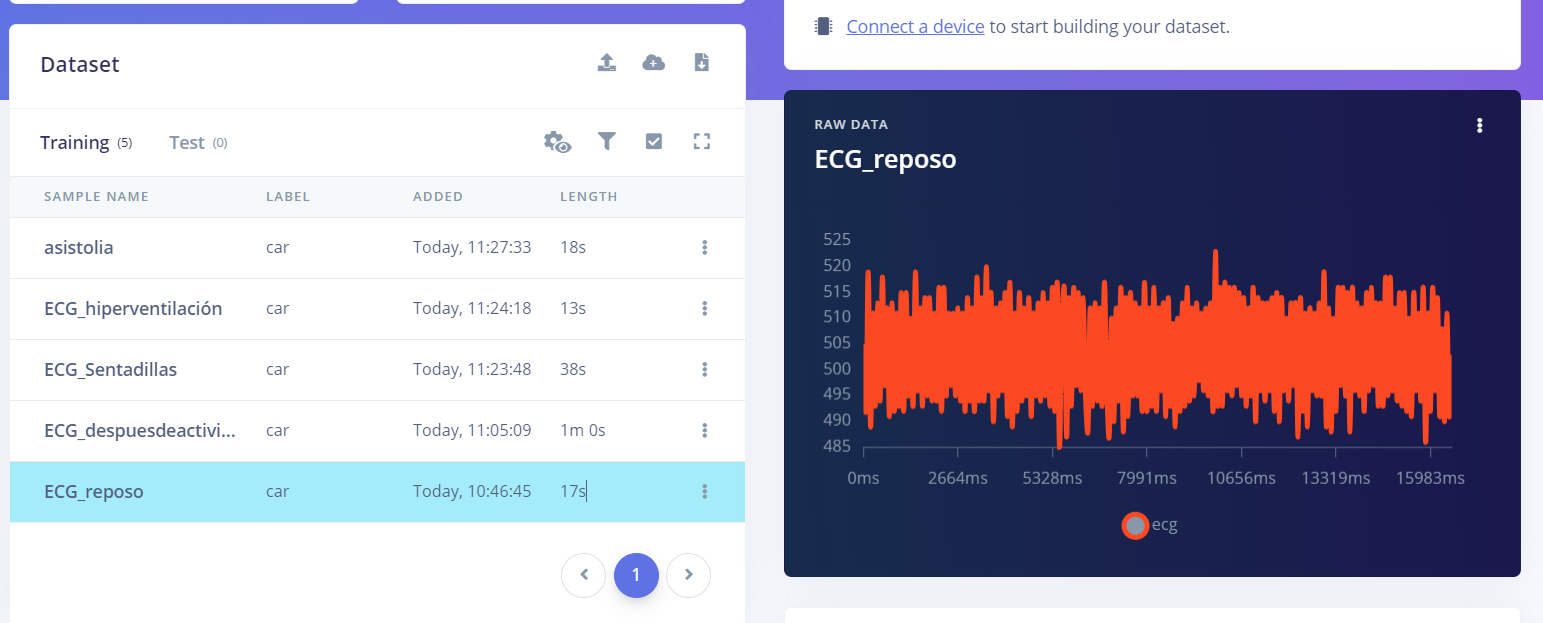 Dataset
Training (5) Test (0)
SAMPLE NAME LABEL ADDED LENGTH
asistolia car Today, 11:27:33 18s
ECG_hiperventilación car Today, 11:24:18 13s
ECG_Sentadillas car Today, 11:23:48 38s
ECG_despuesdeactivi... car Today, 11:05:09 1m 0s
ECG_reposo car Today, 10:46:45 17s
1
Connect a device to start building your dataset.
RAW DATA
ECG_reposo
525
520
515
510
505
500
495
490
485
0ms 2664ms 5328ms 7991ms 10656ms 13319ms 15983ms
ecg